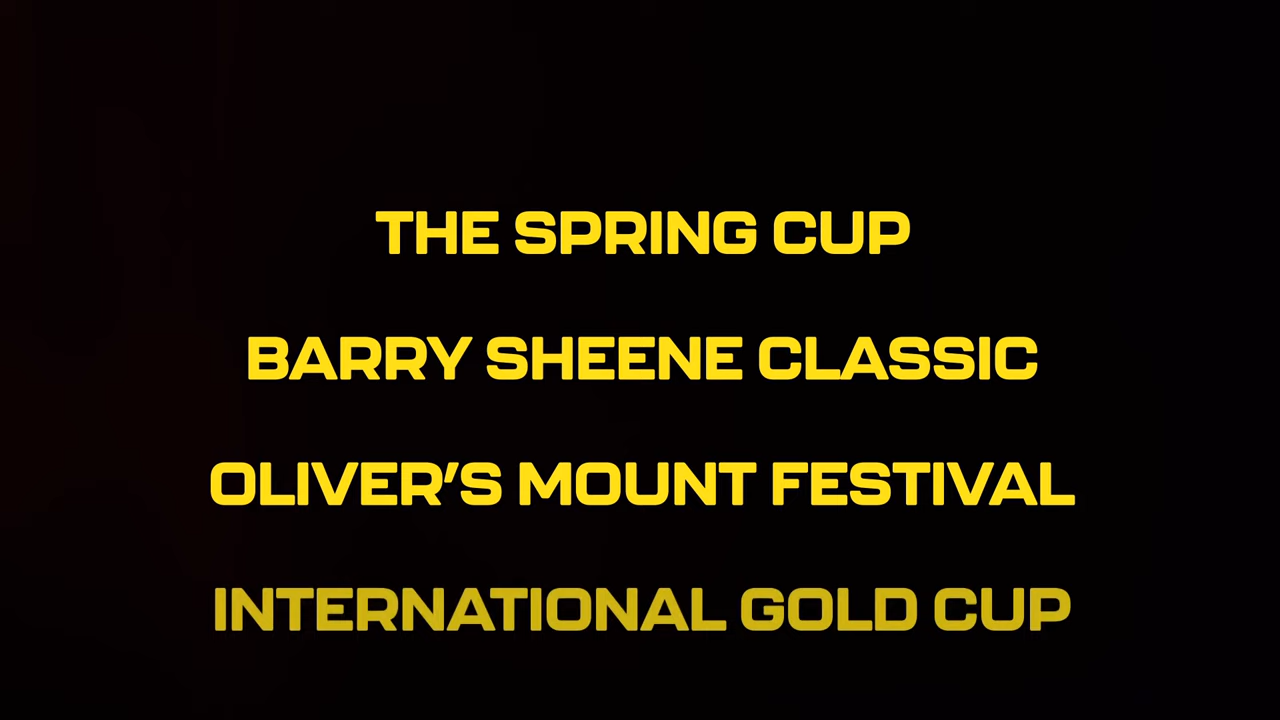 THE SPRING CUP
BARRY SHEENE CLASSIC
OLIVER'S MOUNT FESTIVAL
INTERNATIONAL GOLD CUP